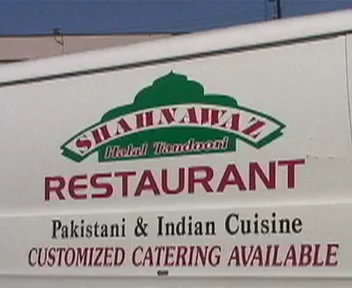 SHAHNAWAZ
Halal Tandoori
RESTAURANT
Pakistani & Indian Cuisine
CUSTOMIZED CATERING AVAILABLE